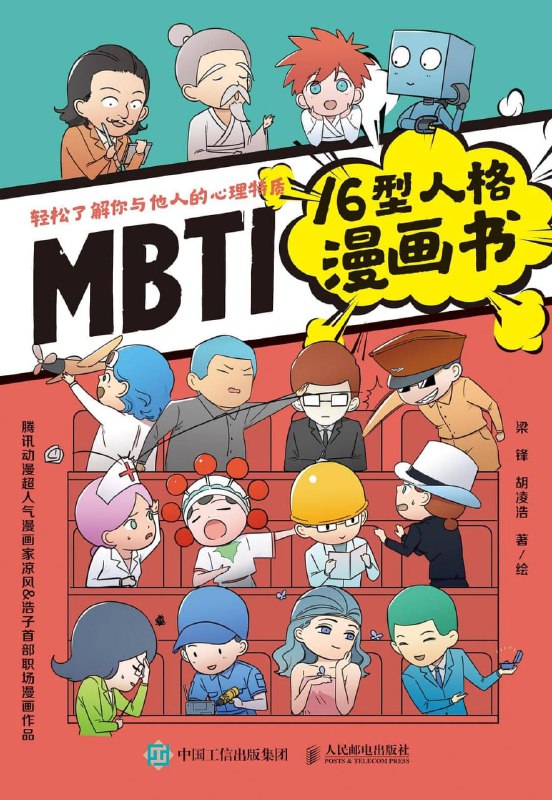 轻松了解你与他人的心理特质
MBTI
16型人格
漫画书
梁锋 胡凌浩 著/绘
腾讯动漫超人气漫画家凉风&浩子首部职场漫画作品
中国工信出版集团
人民邮电出版社
POSTS & TELECOM PRESS